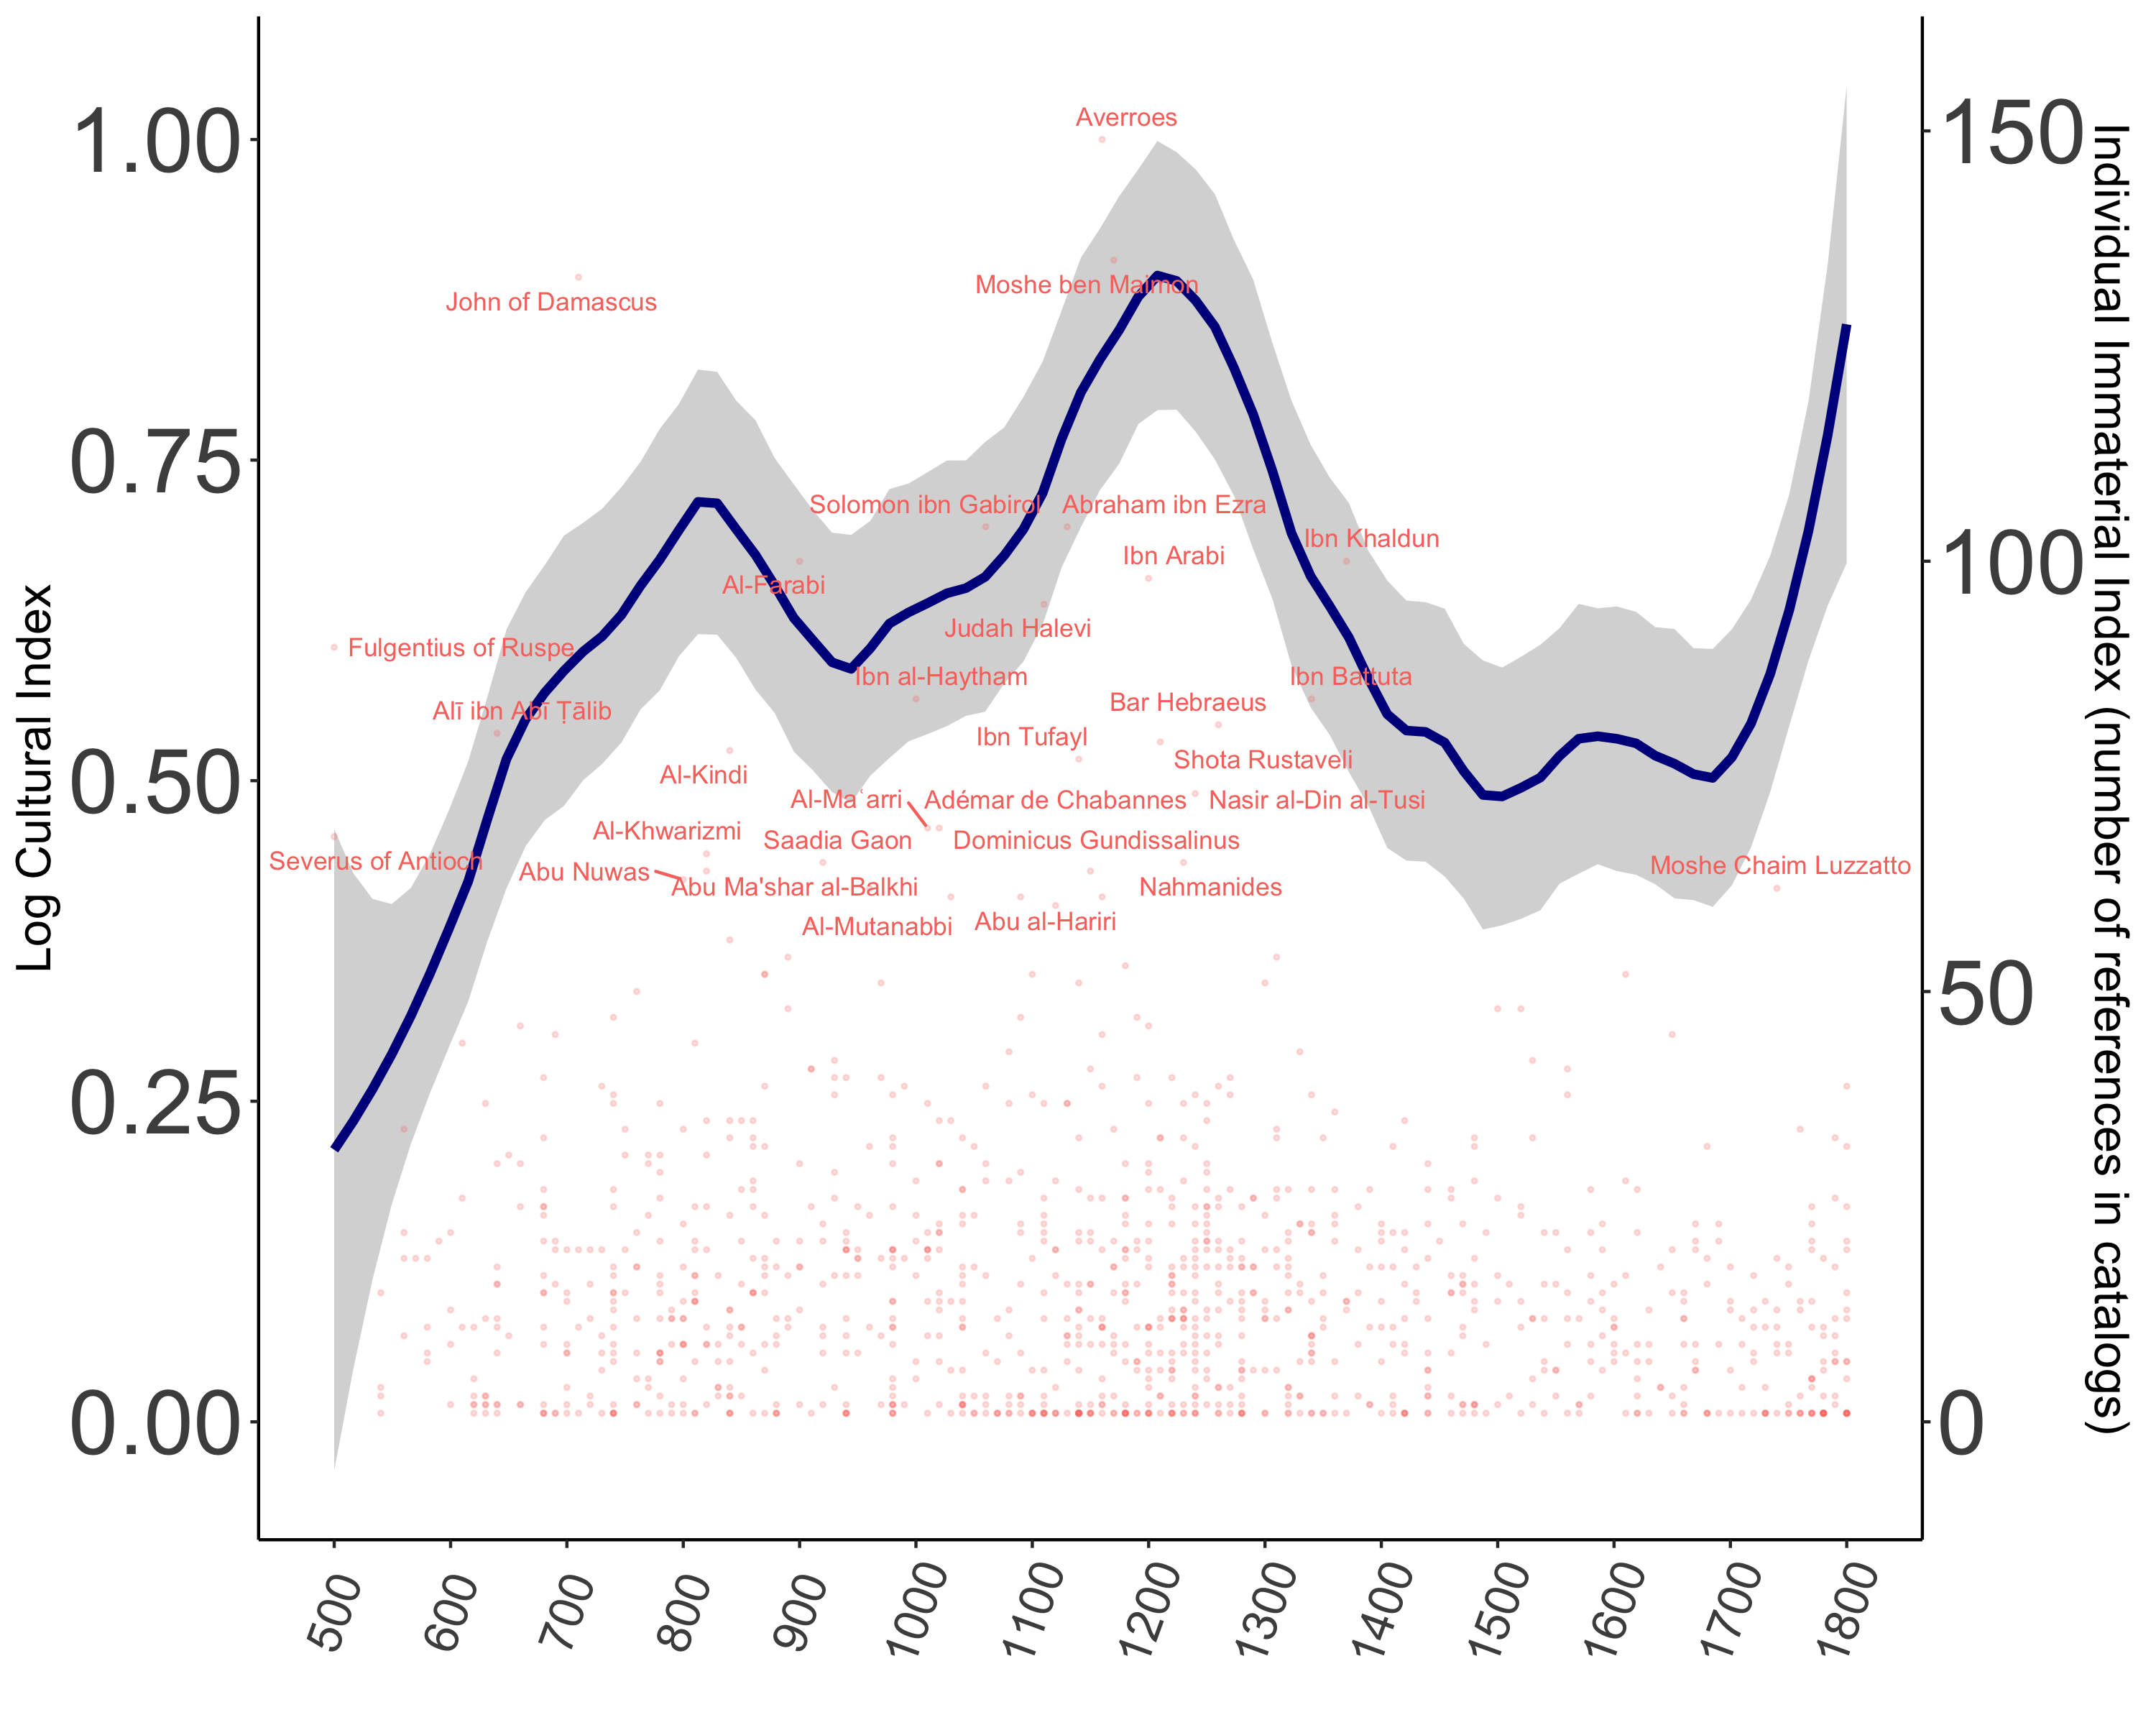 Log Cultural Index
1.00
0.75
0.50
0.25
0.00
Averroes
Moshe ben Maimon
John of Damascus
Solomon ibn Gabirol
Abraham ibn Ezra
Ibn Khaldun
Ibn Arabi
Al-Farabi
Judah Halevi
Fulgentius of Ruspe
Ibn al-Haytham
Ibn Battuta
Bar Hebraeus
Alī ibn Abī Ṭālib
Ibn Tufayl
Shota Rustaveli
Al-Kindi
Al-Maʿarri
Adémar de Chabannes
Nasir al-Din al-Tusi
Al-Khwarizmi
Saadia Gaon
Dominicus Gundissalinus
Severus of Antioch
Moshe Chaim Luzzatto
Abu Nuwas
Abu Ma'shar al-Balkhi
Nahmanides
Al-Mutanabbi
Abu al-Hariri
150
100
50
0
Individual Immaterial Index (number of references in catalogs)
500
600
700
800
900
1000
1100
1200
1300
1400
1500
1600
1700
1800